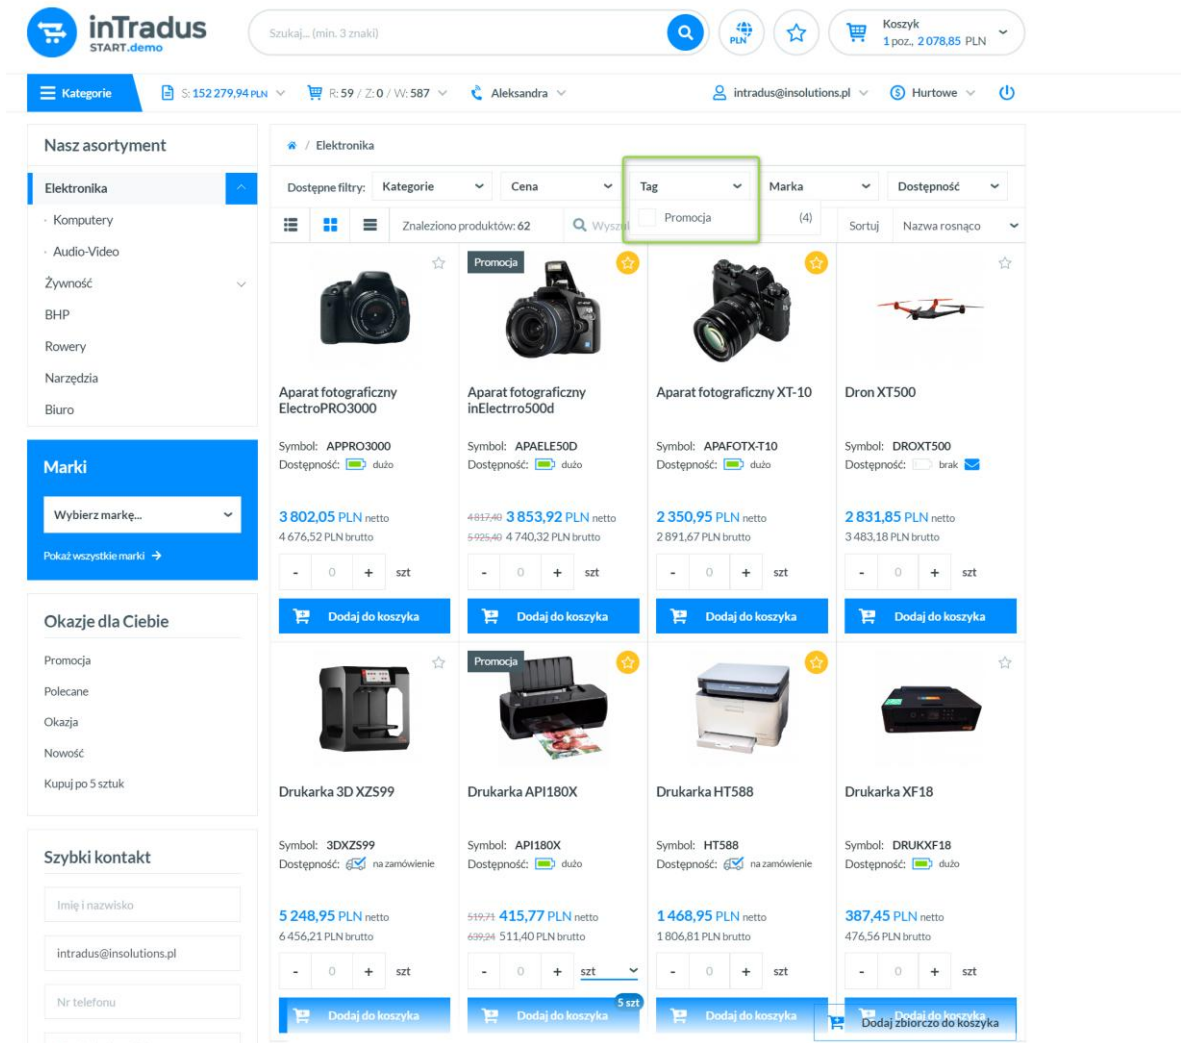 inTradus
START.demo
Szukaj... (min. 3 znaki)
PLN
Koszyk
1 poz., 2 078,85 PLN
Kategorie
S: 152 279,94 PLN
R: 59 / Z: 0 / W: 587
Aleksandra
intradus@insolutions.pl
Hurtowe
Nasz asortyment
Elektronika
· Komputery
· Audio-Video
Żywność
BHP
Rowery
Narzędzia
Biuro
Marki
Wybierz markę...
Pokaż wszystkie marki →
Okazje dla Ciebie
Promocja
Polecane
Okazja
Nowość
Kupuj po 5 sztuk
Szybki kontakt
Imię i nazwisko
intradus@insolutions.pl
Nr telefonu
/ Elektronika
Dostępne filtry: Kategorie Cena Tag Marka Dostępność
Znaleziono produktów: 62
Promocja (4)
Sortuj Nazwa rosnąco
Promocja
Aparat fotograficzny ElectroPRO3000
Symbol: APPRO3000
Dostępność: dużo
3 802,05 PLN netto
4 676,52 PLN brutto
- 0 + szt
Dodaj do koszyka
Aparat fotograficzny inElectrro500d
Symbol: APAELE50D
Dostępność: dużo
4 817,40 3 853,92 PLN netto
5 925,40 4 740,32 PLN brutto
- 0 + szt
Dodaj do koszyka
Aparat fotograficzny XT-10
Symbol: APAFOTX-T10
Dostępność: dużo
2 350,95 PLN netto
2 891,67 PLN brutto
- 0 + szt
Dodaj do koszyka
Dron XT500
Symbol: DROXT500
Dostępność: brak
2 831,85 PLN netto
3 483,18 PLN brutto
- 0 + szt
Dodaj do koszyka
Promocja
Drukarka 3D XZS99
Symbol: 3DXZS99
Dostępność: na zamówienie
5 248,95 PLN netto
6 456,21 PLN brutto
- 0 + szt
Dodaj do koszyka
Drukarka API180X
Symbol: API180X
Dostępność: dużo
519,71 415,77 PLN netto
639,24 511,40 PLN brutto
- 0 + szt
5 szt
Dodaj do koszyka
Drukarka HT588
Symbol: HT588
Dostępność: na zamówienie
1 468,95 PLN netto
1 806,81 PLN brutto
- 0 + szt
Dodaj do koszyka
Drukarka XF18
Symbol: DRUKXF18
Dostępność: dużo
387,45 PLN netto
476,56 PLN brutto
- 0 + szt
Dodaj zbiorczo do koszyka